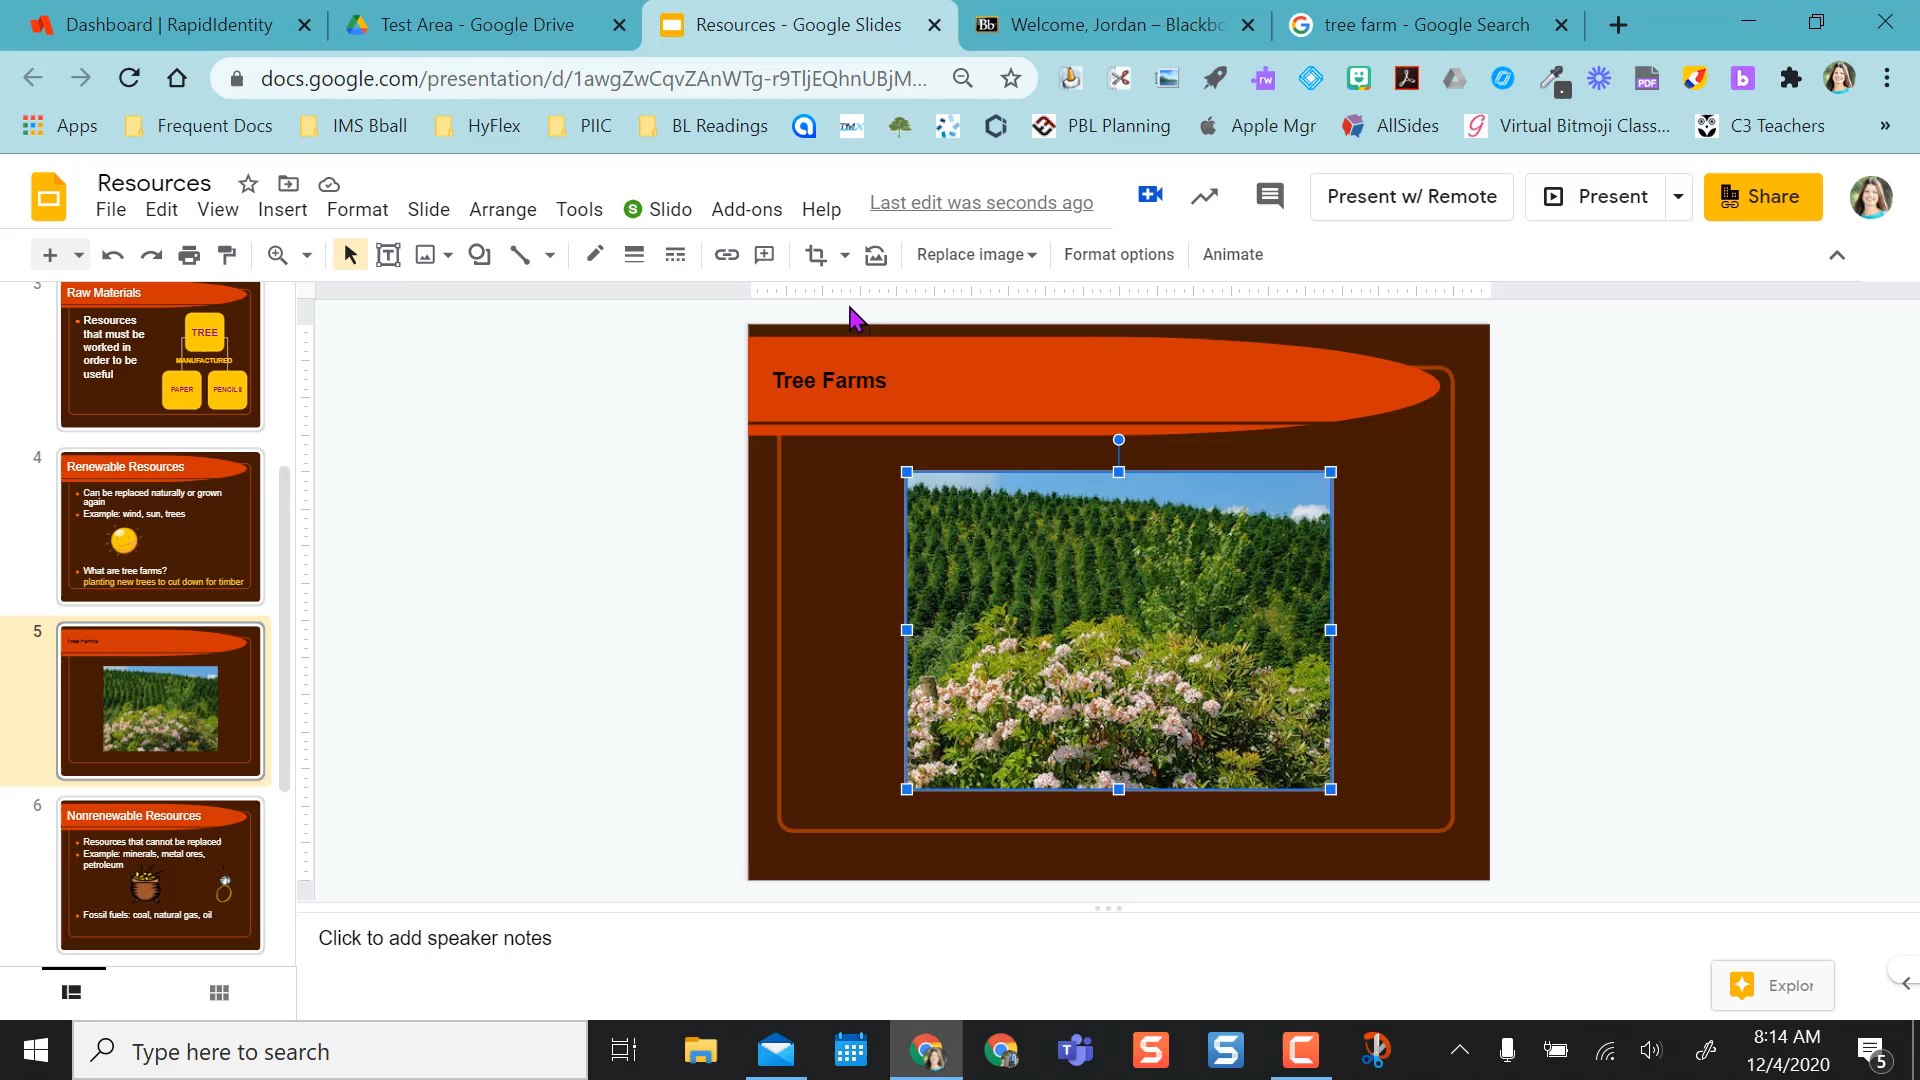 Dashboard | RapidIdentity
Test Area - Google Drive
Resources - Google Slides
Welcome, Jordan – Blackbo
tree farm - Google Search
docs.google.com/presentation/d/1awgZwCqvZAnWTg-r9TljEQhnUBjM...
Apps
Frequent Docs
IMS Bball
HyFlex
PIIC
BL Readings
PBL Planning
Apple Mgr
AllSides
Virtual Bitmoji Class...
C3 Teachers
»
Resources
File Edit View Insert Format Slide Arrange Tools Slido Add-ons Help
Last edit was seconds ago
Present w/ Remote
Present
Share
Replace image
Format options
Animate
3
Raw Materials
Resources that must be worked in order to be useful
TREE
MANUFACTURED
PAPER
PENCILS
4
Renewable Resources
Can be replaced naturally or grown again
Example: wind, sun, trees
What are tree farms?
planting new trees to cut down for timber
5
Tree Farms
6
Nonrenewable Resources
Resources that cannot be replaced
Example: minerals, metal ores, petroleum
Fossil fuels: coal, natural gas, oil
Tree Farms
Click to add speaker notes
Explor
Type here to search
8:14 AM
12/4/2020
5